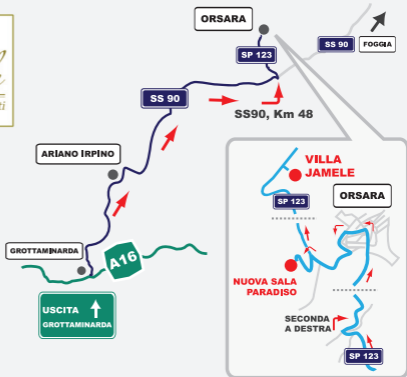 ORSARA
SP 123
SS 90
FOGGIA
SS 90
SS90, Km 48
ARIANO IRPINO
VILLA
JAMELE
SP 123
ORSARA
GROTTAMINARDA
A16
NUOVA SALA
PARADISO
USCITA
GROTTAMINARDA
SECONDA
A DESTRA
SP 123